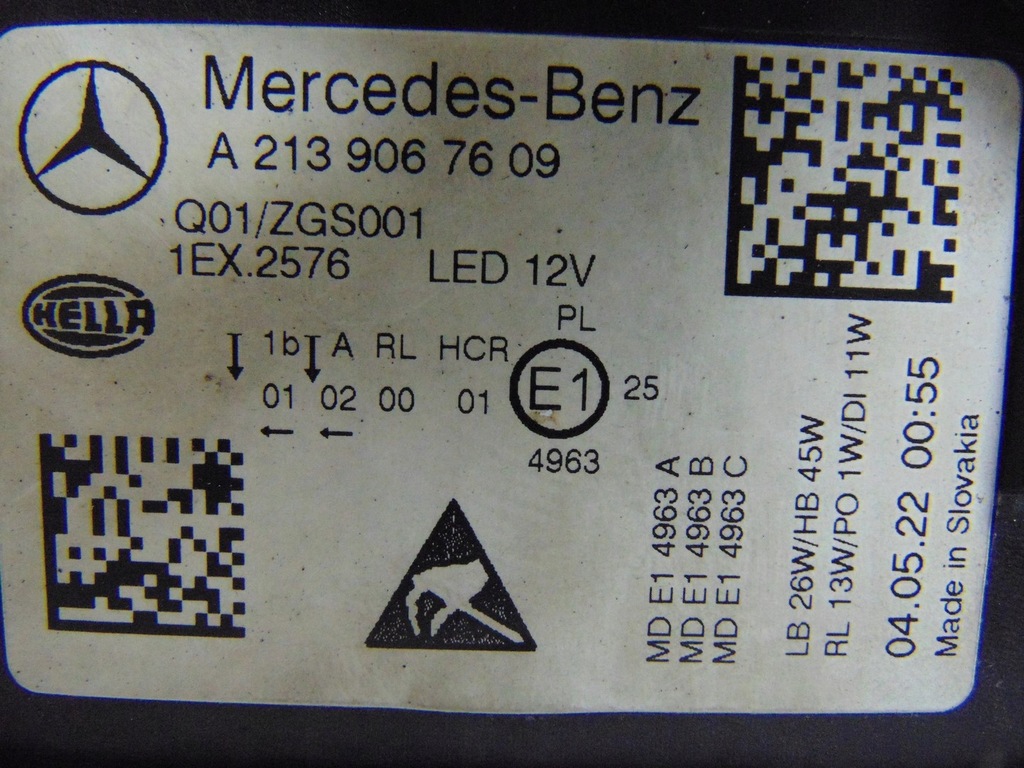 Mercedes-Benz
A 213 906 76 09
Q01/ZGS001
1EX.2576 LED 12V
HELLA
PL
1b A RL HCR
01 02 00 01 E1 25
4963
MD E1 4963 A
MD E1 4963 B
MD E1 4963 C
LB 26W/HB 45W
RL 13W/PO 1W/DI 11W
04.05.22 00:55
Made in Slovakia